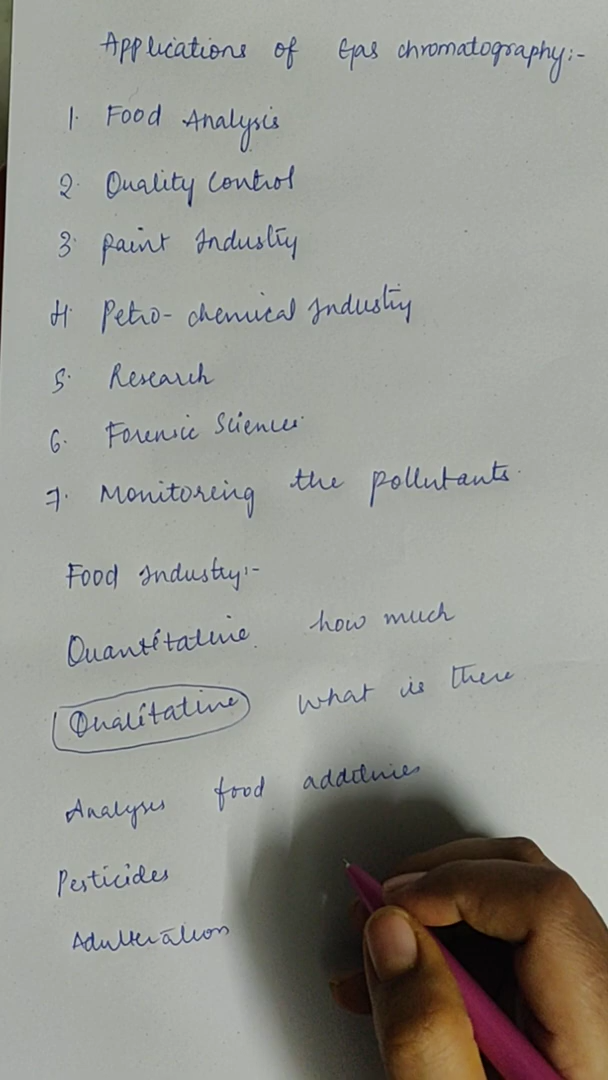 Applications of Gas chromatography:-
1. Food Analysis
2. Quality Control
3. paint Industry
4. Petro-chemical Industry
5. Research
6. Forensic Sciences
7. Monitoring the pollutants.
Food Industry:-
Quantitative how much
Qualitative what is there
Analyses food additives
Pesticides
Adulteration